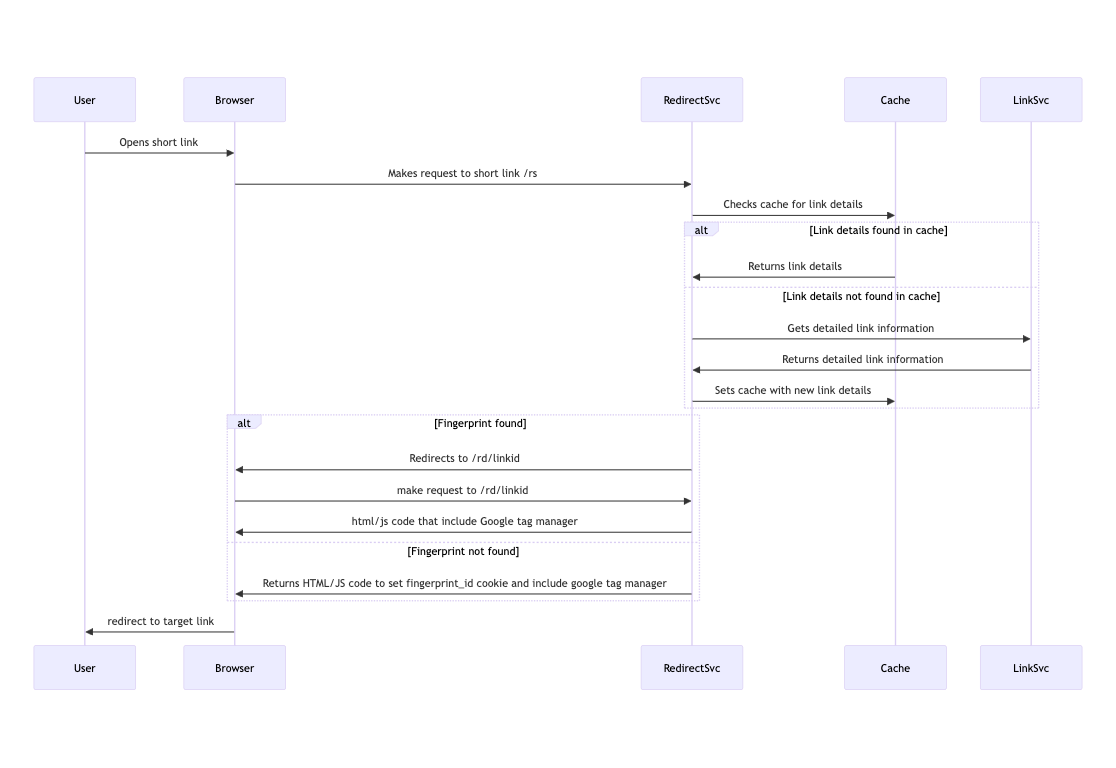 User
Browser
RedirectSvc
Cache
LinkSvc
Opens short link
Makes request to short link /rs
Checks cache for link details
alt
[Link details found in cache]
Returns link details
[Link details not found in cache]
Gets detailed link information
Returns detailed link information
Sets cache with new link details
alt
[Fingerprint found]
Redirects to /rd/linkid
make request to /rd/linkid
html/js code that include Google tag manager
[Fingerprint not found]
Returns HTML/JS code to set fingerprint_id cookie and include google tag manager
redirect to target link
User
Browser
RedirectSvc
Cache
LinkSvc